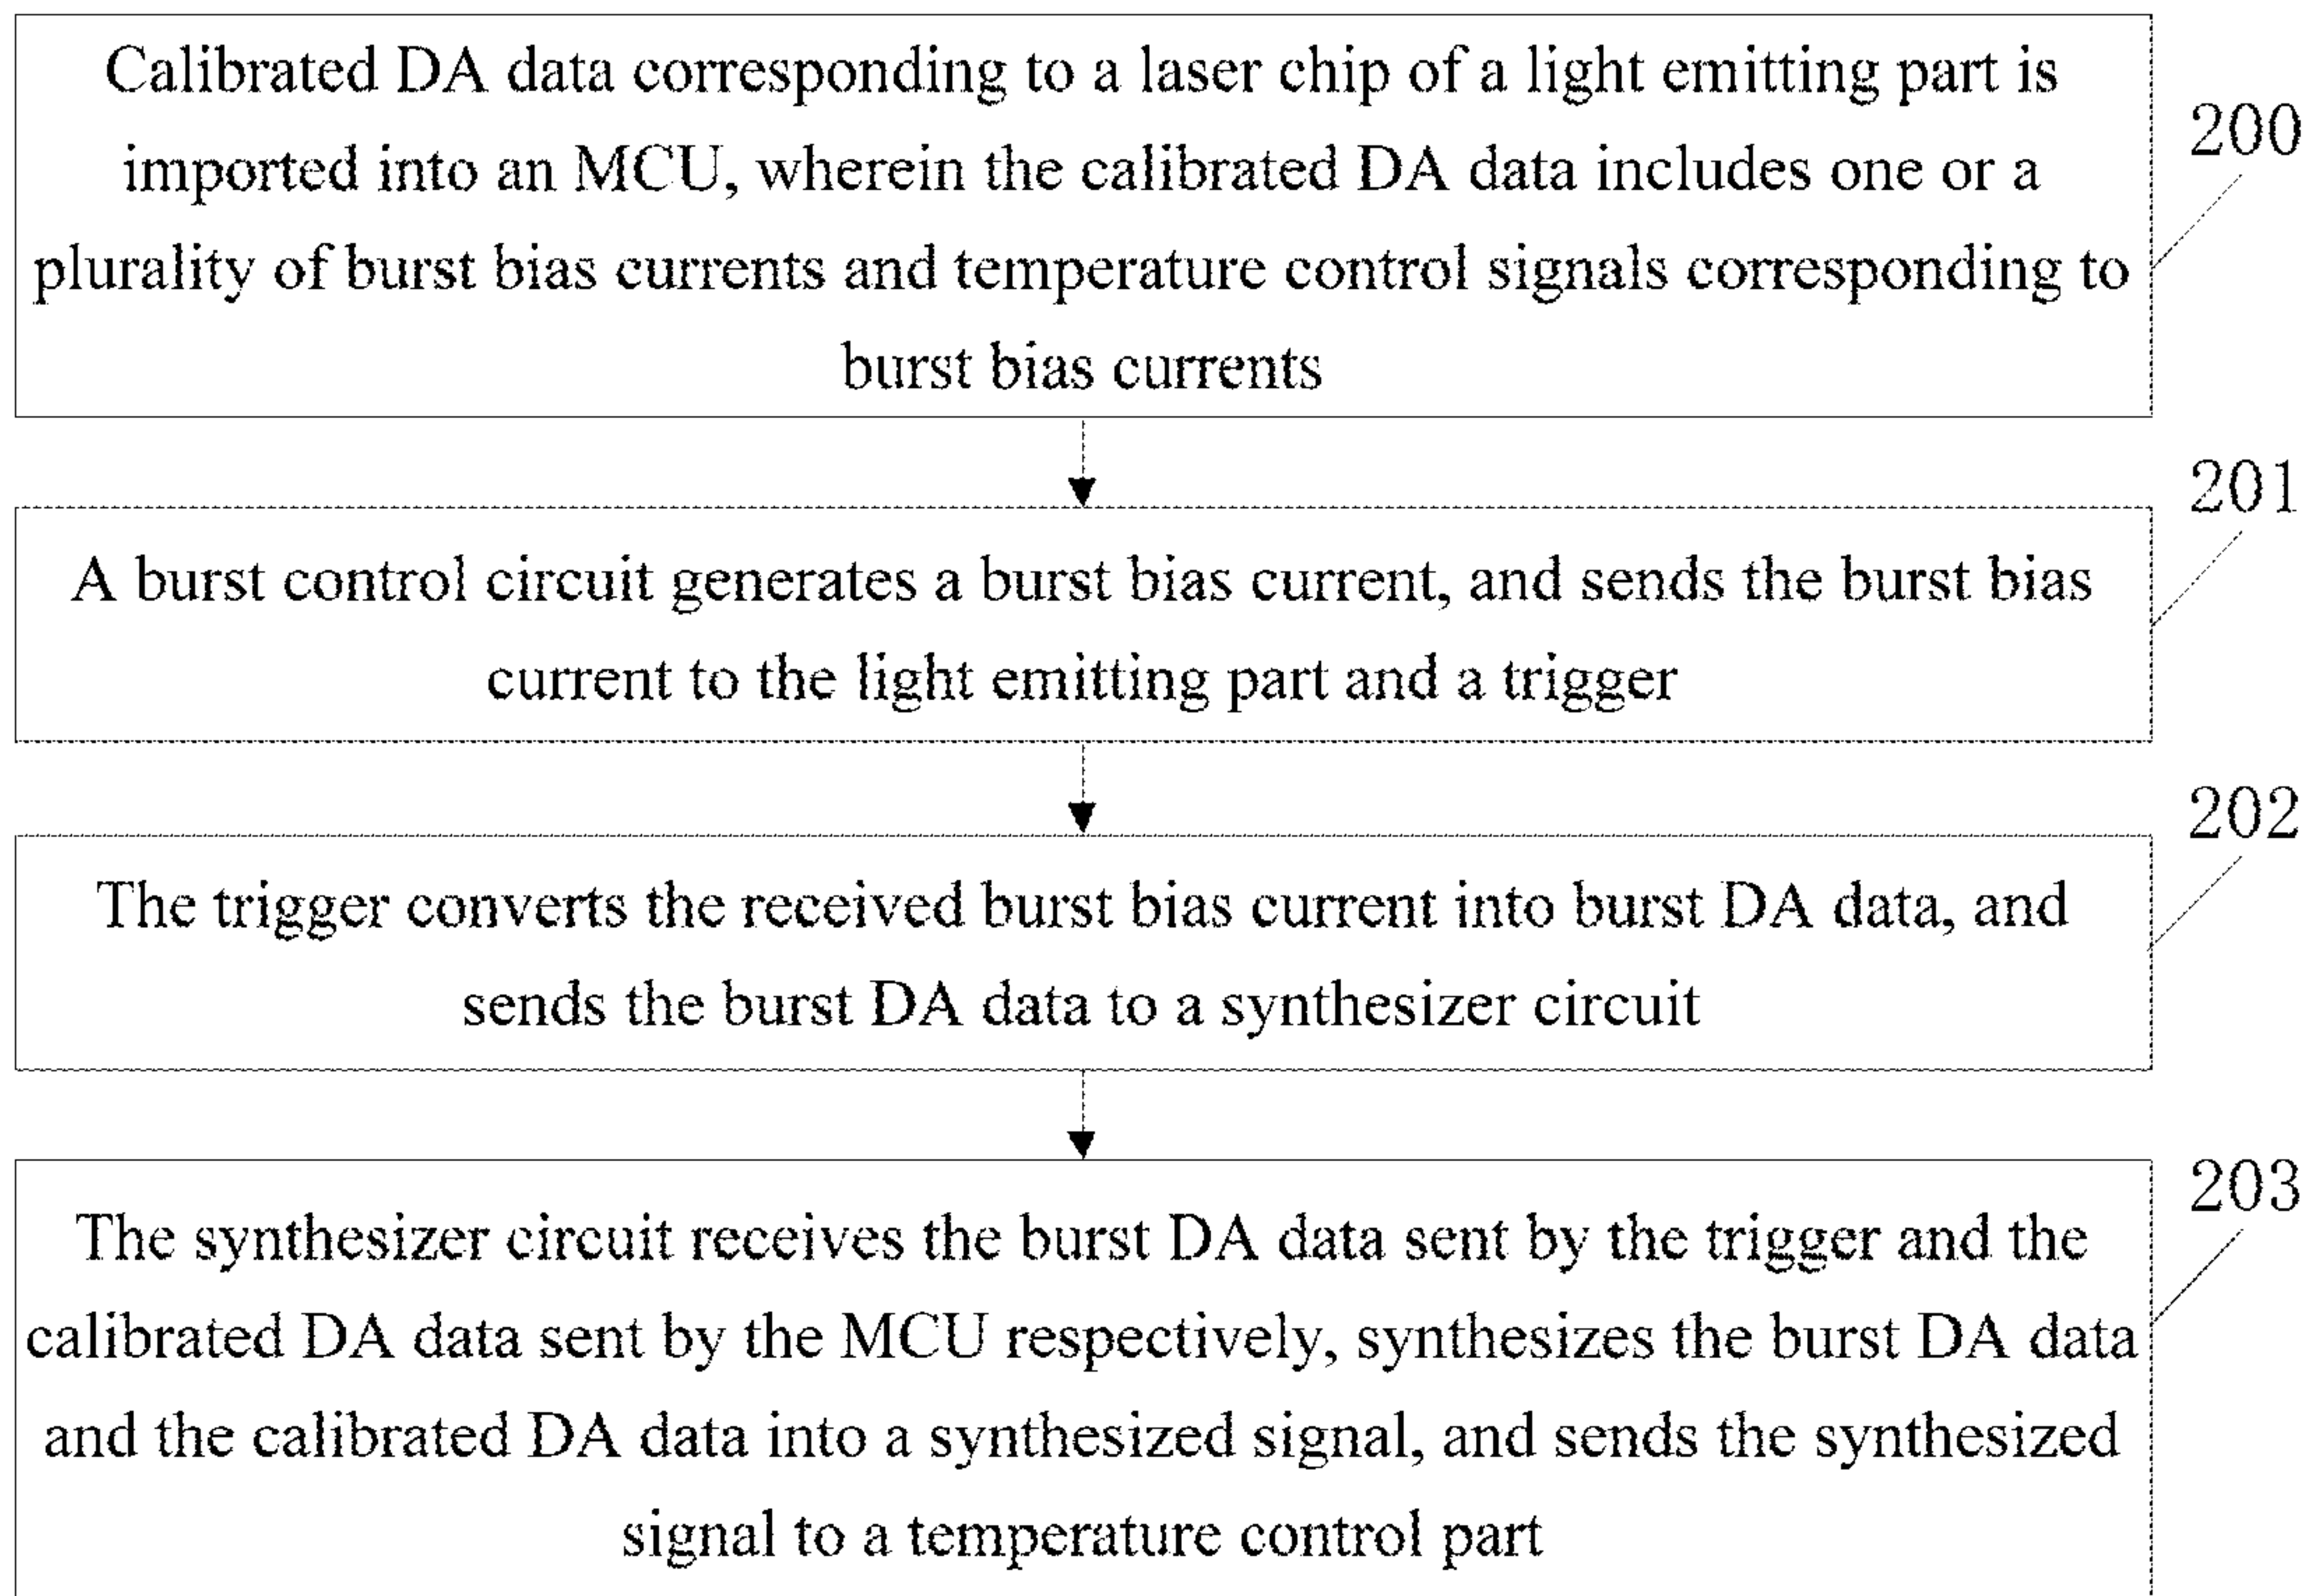 Calibrated DA data corresponding to a laser chip of a light emitting part is
imported into an MCU, wherein the calibrated DA data includes one or a
plurality of burst bias currents and temperature control signals corresponding to
burst bias currents
200
A burst control circuit generates a burst bias current, and sends the burst bias
current to the light emitting part and a trigger
201
The trigger converts the received burst bias current into burst DA data, and
sends the burst DA data to a synthesizer circuit
202
The synthesizer circuit receives the burst DA data sent by the trigger and the
calibrated DA data sent by the MCU respectively, synthesizes the burst DA data
and the calibrated DA data into a synthesized signal, and sends the synthesized
signal to a temperature control part
203